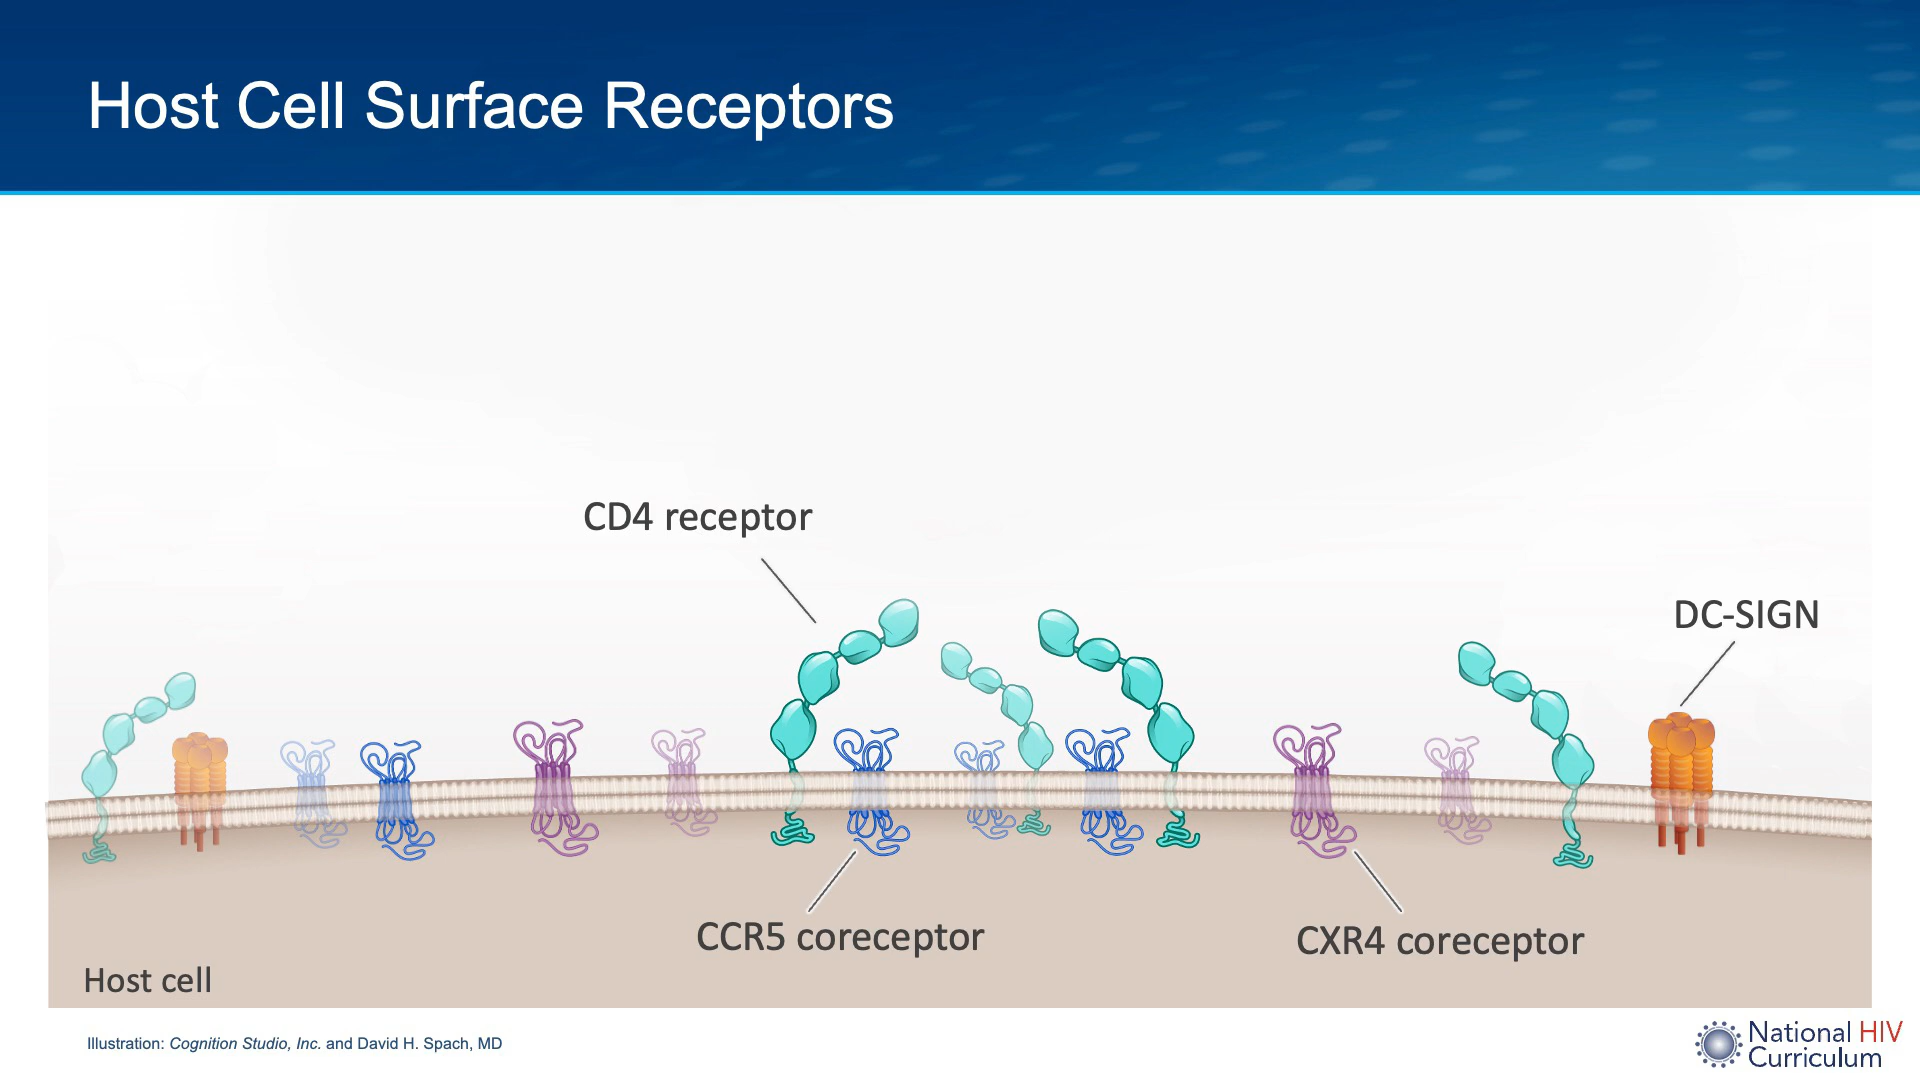 Host Cell Surface Receptors
CD4 receptor
DC-SIGN
CCR5 coreceptor
CXR4 coreceptor
Host cell
Illustration: Cognition Studio, Inc. and David H. Spach, MD
National HIV
Curriculum